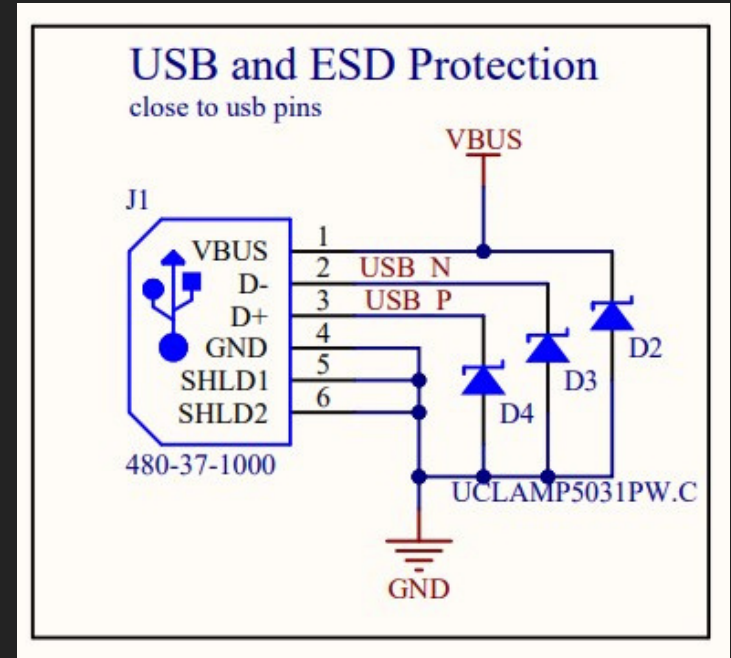 USB and ESD Protection
close to usb pins
VBUS
J1
VBUS 1
D- 2 USB_N
D+ 3 USB_P
GND 4
SHLD1 5
SHLD2 6
D2
D3
D4
480-37-1000
UCLAMP5031PW.C
GND